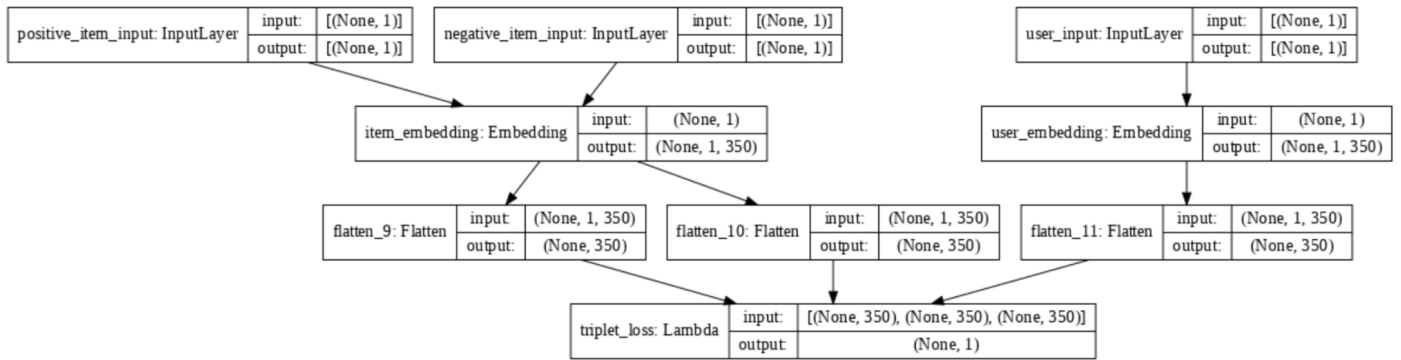 positive_item_input: InputLayer
input: [(None, 1)]
output: [(None, 1)]
negative_item_input: InputLayer
input: [(None, 1)]
output: [(None, 1)]
user_input: InputLayer
input: [(None, 1)]
output: [(None, 1)]
item_embedding: Embedding
input: (None, 1)
output: (None, 1, 350)
user_embedding: Embedding
input: (None, 1)
output: (None, 1, 350)
flatten_9: Flatten
input: (None, 1, 350)
output: (None, 350)
flatten_10: Flatten
input: (None, 1, 350)
output: (None, 350)
flatten_11: Flatten
input: (None, 1, 350)
output: (None, 350)
triplet_loss: Lambda
input: [(None, 350), (None, 350), (None, 350)]
output: (None, 1)